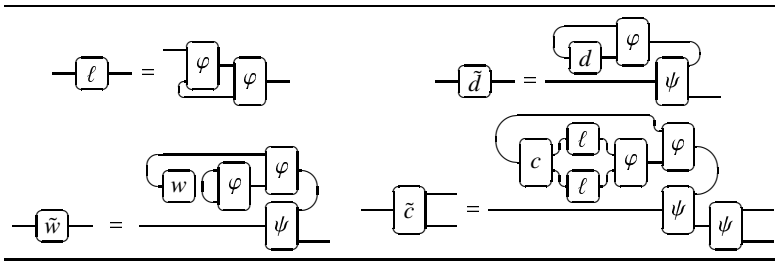 ℓ = φ φ
d̃ = d φ ψ
w̃ = w φ φ ψ
c̃ = c ℓ ℓ φ φ ψ ψ